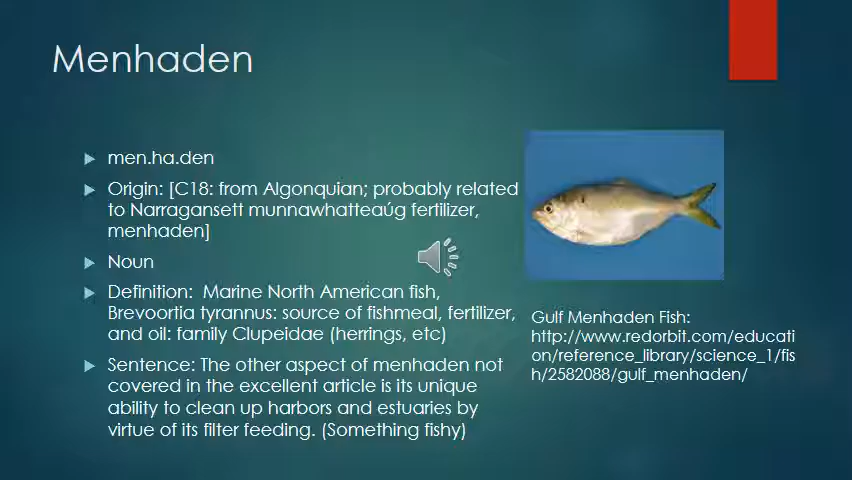 Menhaden
men.ha.den
Origin: [C18: from Algonquian; probably related
to Narragansett munnawhatteaúg fertilizer,
menhaden]
Noun
Definition:  Marine North American fish,
Brevoortia tyrannus: source of fishmeal, fertilizer,
and oil: family Clupeidae (herrings, etc)
Sentence: The other aspect of menhaden not
covered in the excellent article is its unique
ability to clean up harbors and estuaries by
virtue of its filter feeding. (Something fishy)
Gulf Menhaden Fish:
http://www.redorbit.com/educati
on/reference_library/science_1/fis
h/2582088/gulf_menhaden/